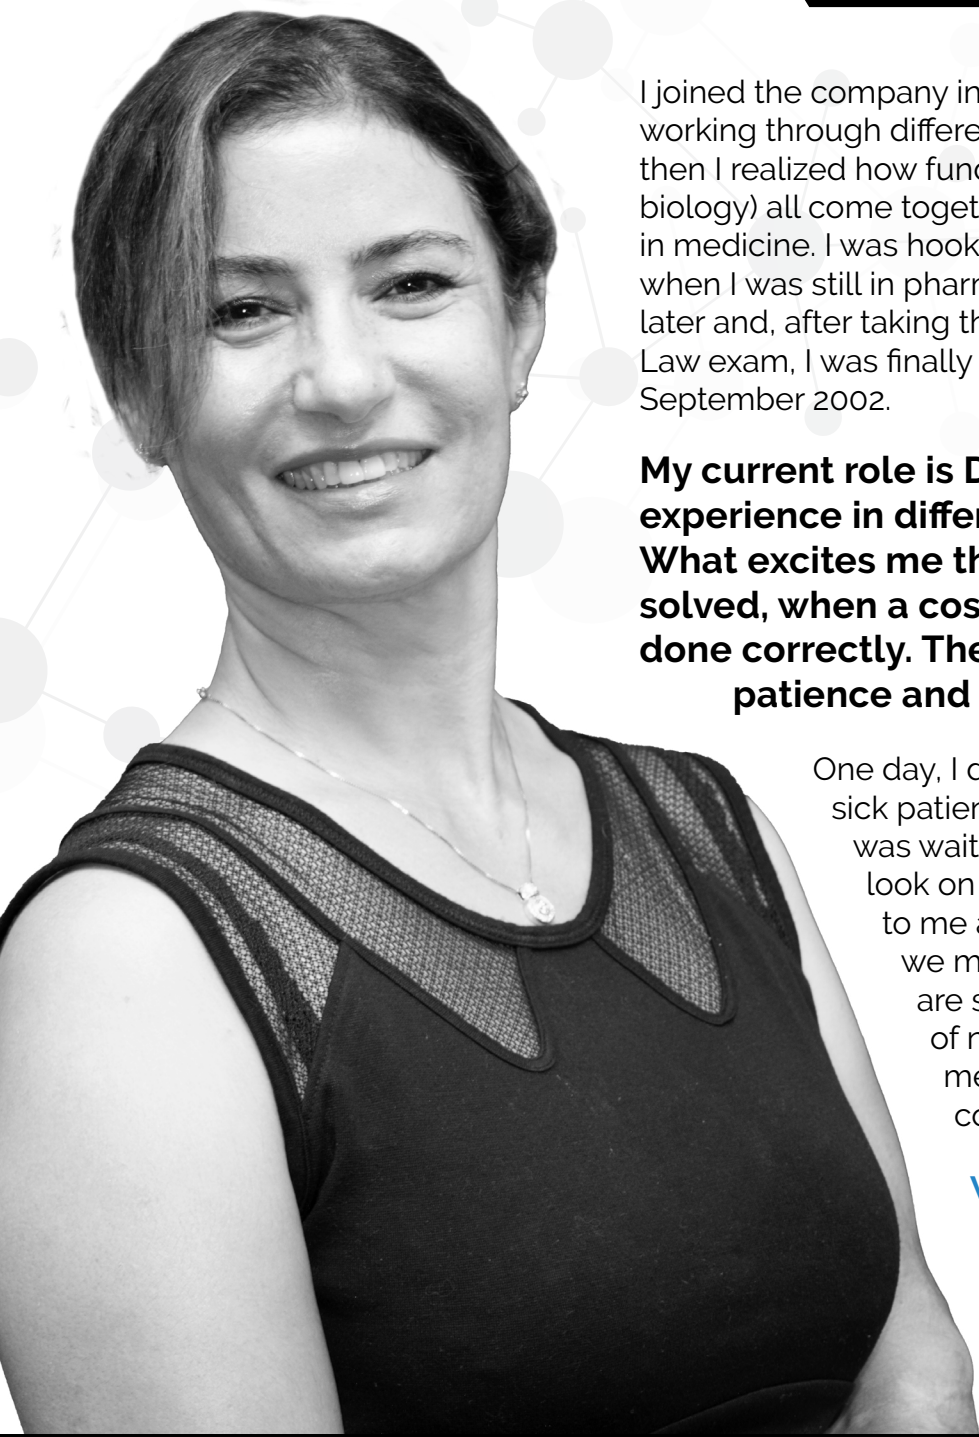 I joined the company in
working through differe
then I realized how fund
biology) all come toget
in medicine. I was hook
when I was still in pharm
later and, after taking th
Law exam, I was finally
September 2002.
My current role is D
experience in differ
What excites me th
solved, when a cos
done correctly. The
patience and
One day, I
sick patien
was wait
look on
to me a
we m
are s
of
me
co